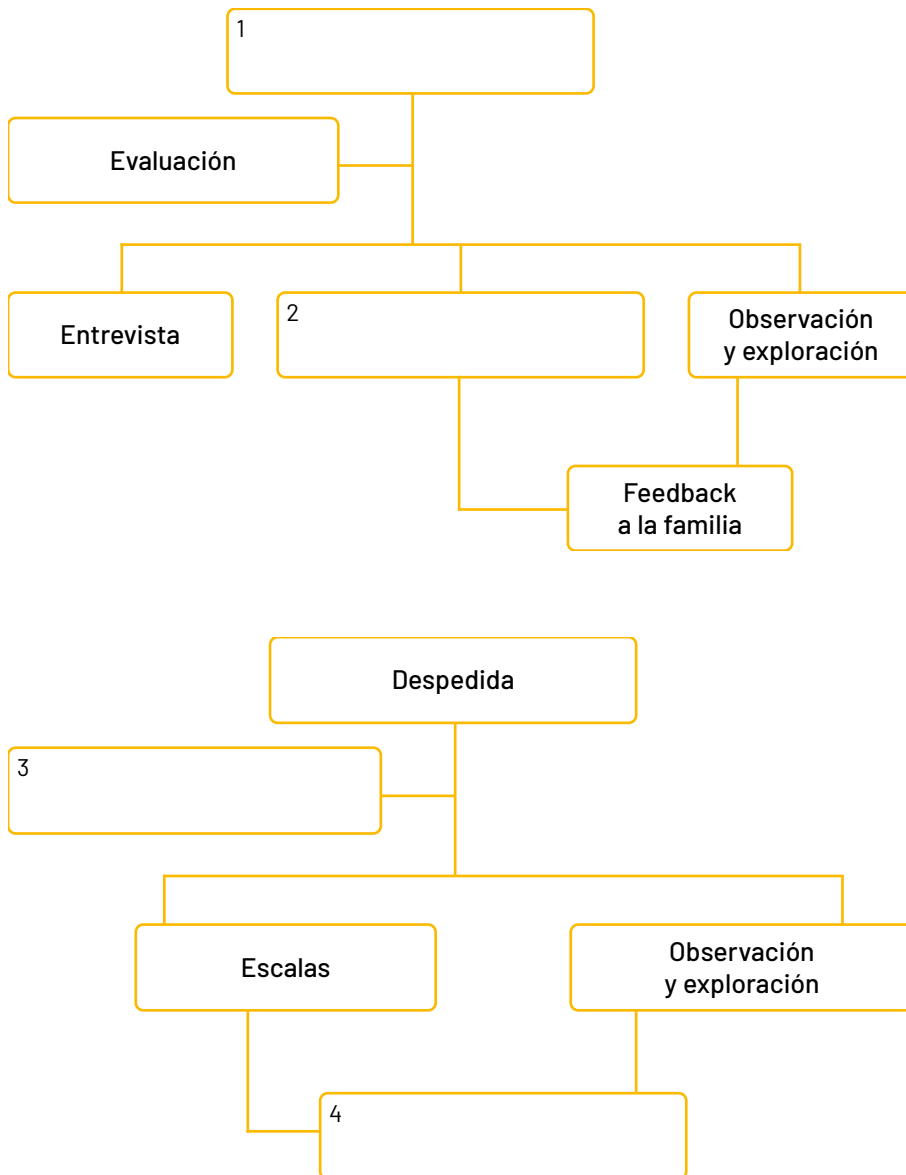 1
Evaluación
Entrevista
2
Observación
y exploración
Feedback
a la familia
Despedida
3
Escalas
Observación
y exploración
4